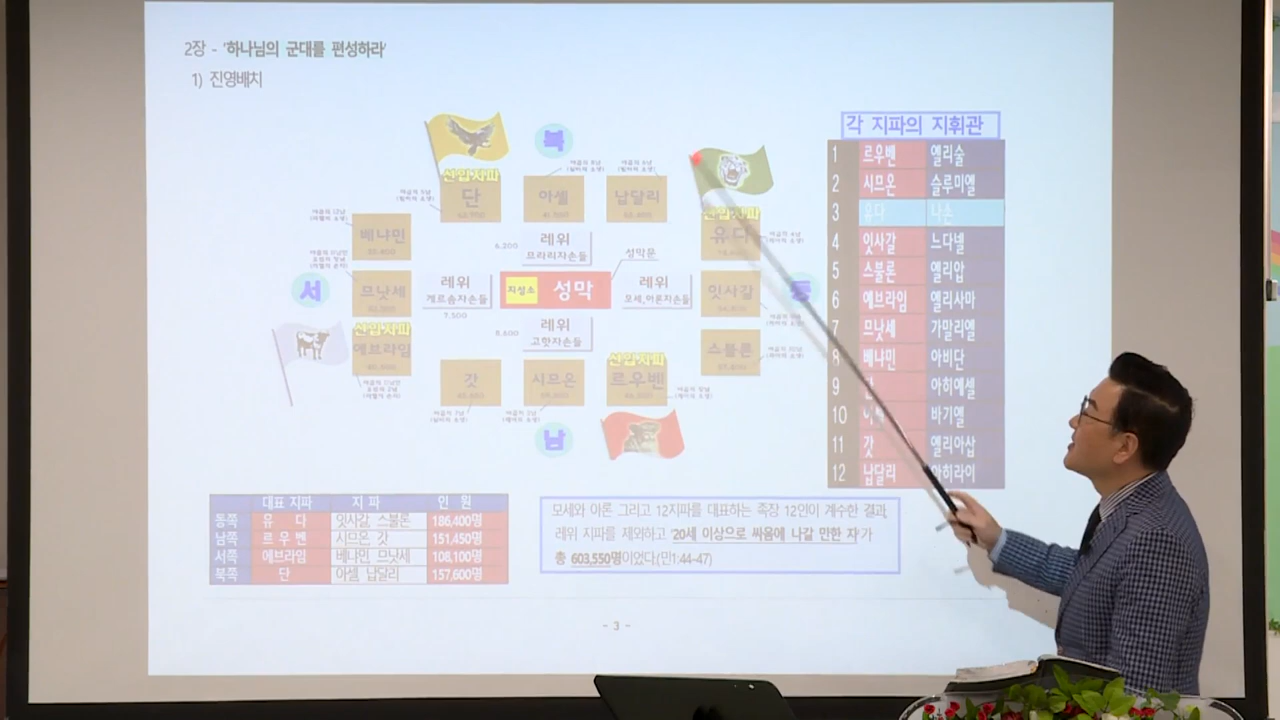 2장 - '하나님의 군대를 편성하라'
1) 진영배치
각 지파의 지휘관
1 르우벤 엘리술
2 시므온 슬루미엘
3 유다 나손
4 잇사갈 느다넬
5 스불론 엘리압
6 에브라임 엘리사마
7 므낫세 가말리엘
8 베냐민 아비단
9 단 아히에셀
10 바기엘
11 갓 엘리아삽
12 납달리 아히라이
북
선임지파
단
아셀
납달리
선임지파
유다
베냐민
6,200
레위
므라리자손들
성막문
서
므낫세
레위
게르솜자손들
7,500
지성소
성막
레위
모세,아론자손들
잇사갈
동
선임지파
에브라임
8,600
레위
고핫자손들
스불론
갓
시므온
선임지파
르우벤
남
대표 지파 지 파 인 원
동쪽 유 다 잇사갈 스불론 186,400명
남쪽 르 우 벤 시므온 갓 151,450명
서쪽 에브라임 베냐민 므낫세 108,100명
북쪽 단 아셀 납달리 157,600명
모세와 아론 그리고 12지파를 대표하는 족장 12인이 계수한 결과,
레위 지파를 제외하고 '20세 이상으로 싸움에 나갈 만한 자'가
총 603,550명이었다(민1:44-47)
- 3 -